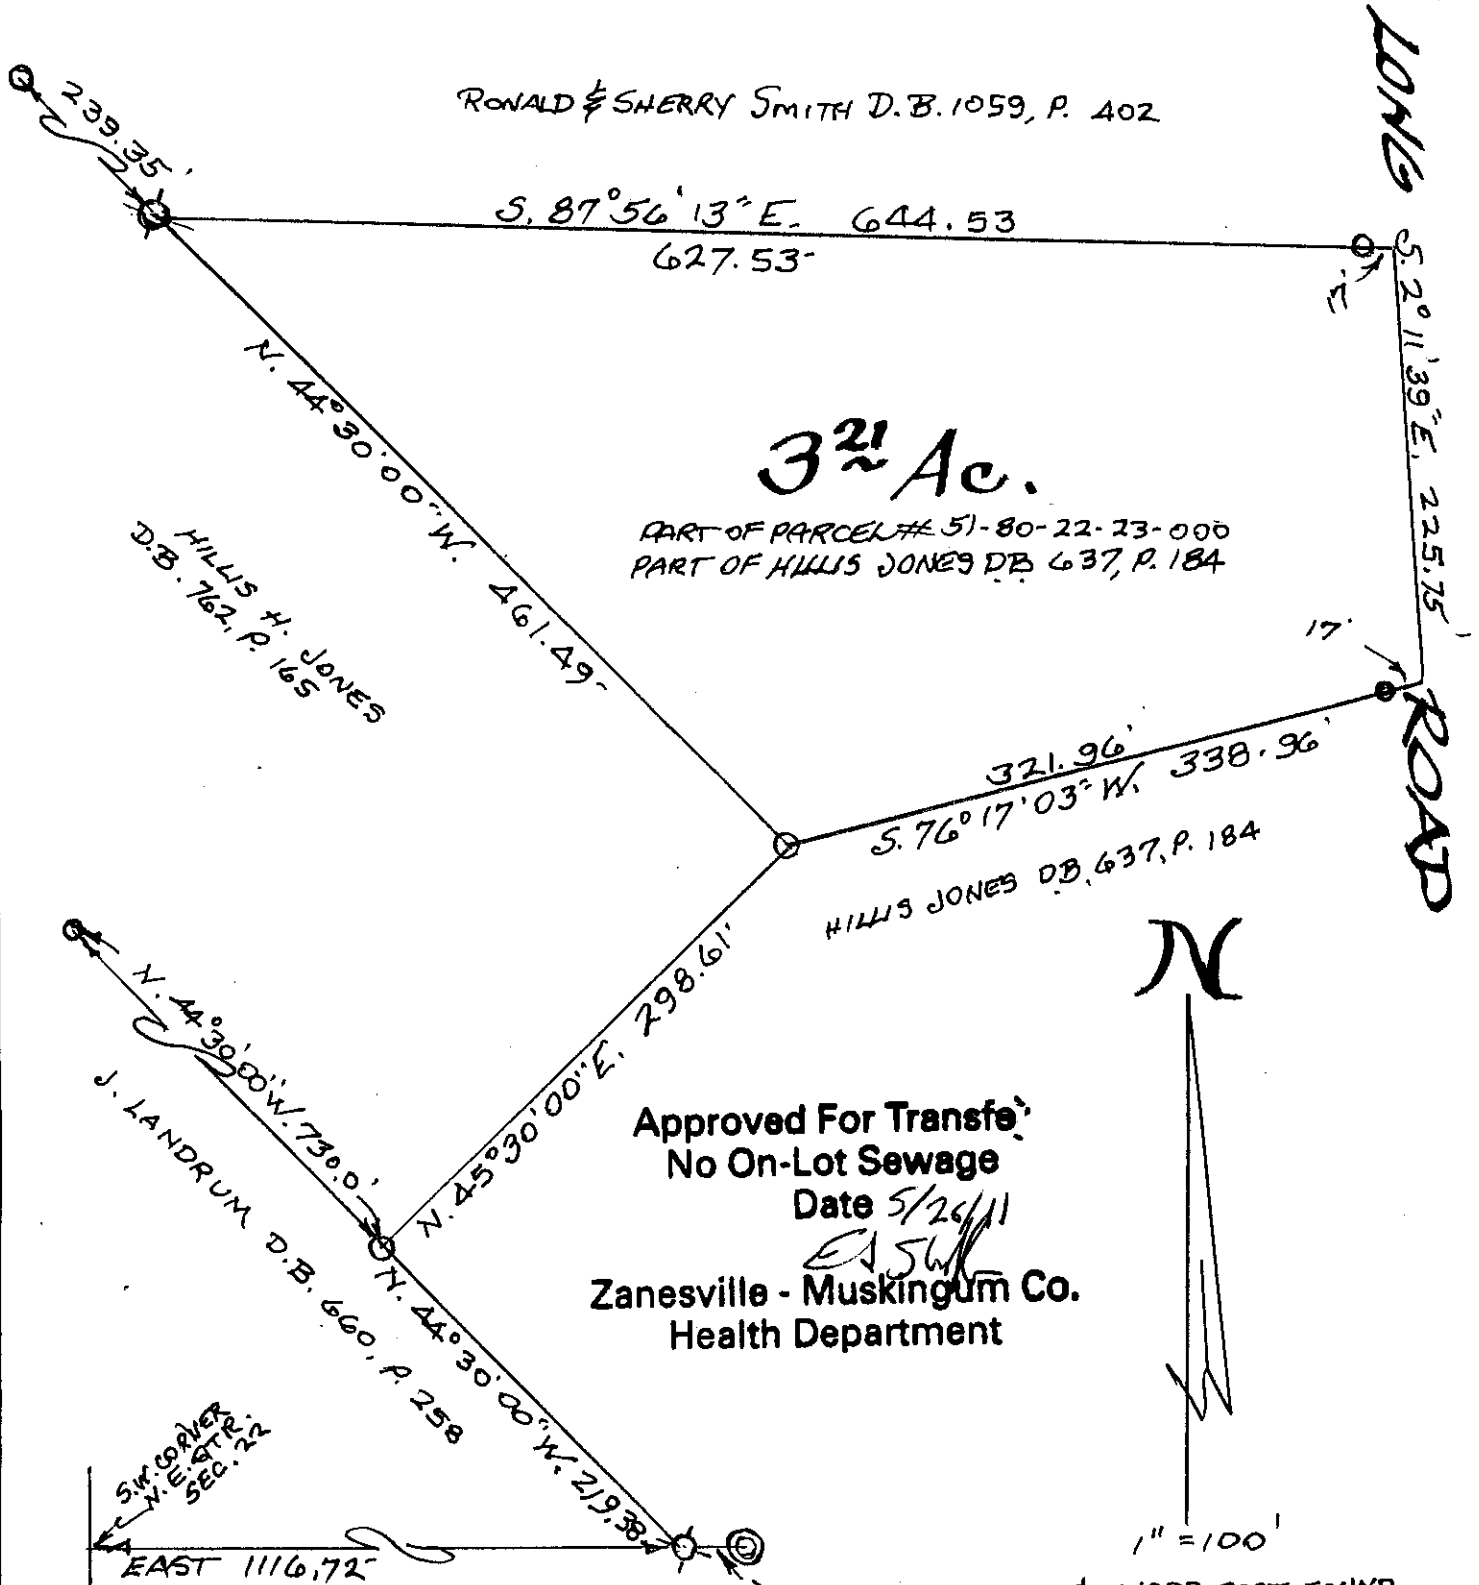 LONG
RONALD & SHERRY SMITH D.B. 1059, P. 402
239.35'
S. 87°56'13" E. 644.53
627.53-
17'
S. 2° 11' 39" E. 225.75'
N. 44°30'00" W. 461.49-
3 21 Ac.
PART OF PARCEL # 51-80-22-23-000
PART OF HILLIS JONES D.B. 637, P. 184
HILLIS H. JONES
D.B. 762, P. 165
17'
ROAD
321.96'
S. 76° 17' 03" W. 338.96'
HILLIS JONES D.B. 637, P. 184
N
N. 44°30'00" W. 730.0'
N. 45°30'00" E. 298.61'
J. LANDRUM D.B. 660, P. 258
Approved For Transfe
No On-Lot Sewage
Date 5/26/11
Zanesville - Muskingum Co.
Health Department
N. 44°30'00" W. 219.38-
S.W. CORNER
N.E. QTR.
SEC. 22
EAST 1116.72-
1" = 100'